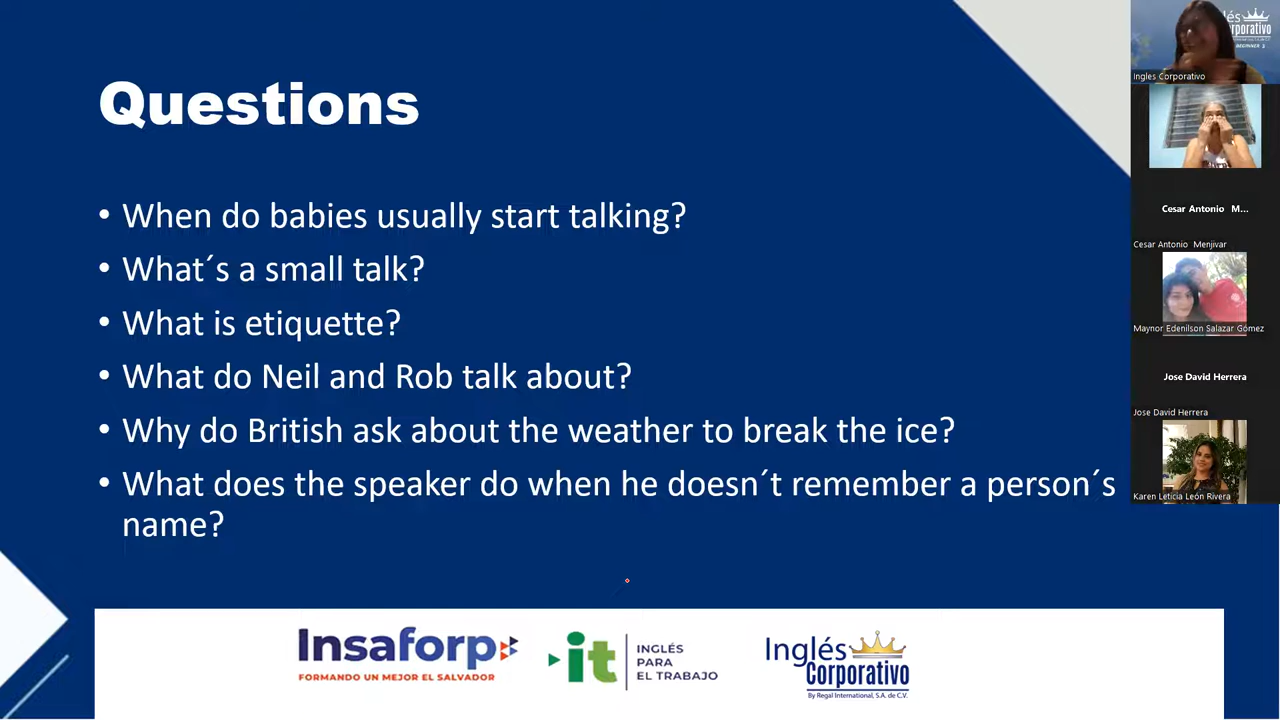 Questions
• When do babies usually start talking?
• What´s a small talk?
• What is etiquette?
• What do Neil and Rob talk about?
• Why do British ask about the weather to break the ice?
• What does the speaker do when he doesn´t remember a person´s
name?
Insaforp
FORMANDO UN MEJOR EL SALVADOR
it
INGLÉS
PARA
EL TRABAJO
Inglés
Corporativo
By Regal International, S.A. de C.V.
Ingles Corporativo
Cesar Antonio M...
Cesar Antonio Menjivar
Maynor Edenilson Salazar Gómez
Jose David Herrera
Jose David Herrera
Karen Leticia León Rivera